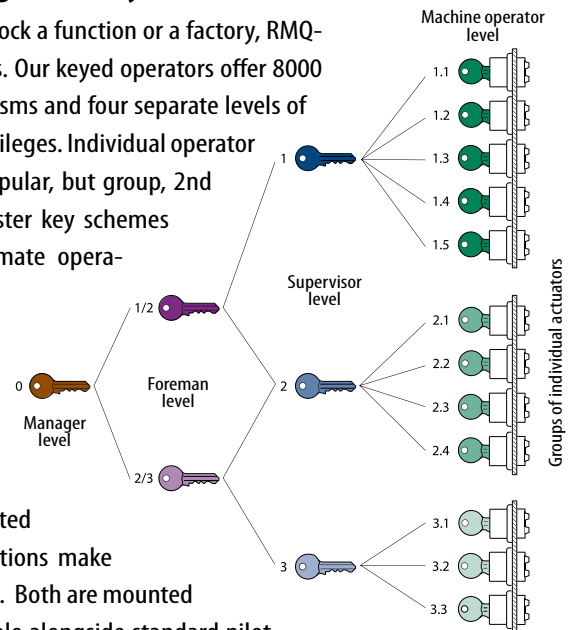 ock a function or a factory, RMQ-
s. Our keyed operators offer 8000
sms and four separate levels of
ileges. Individual operator
pular, but group, 2nd
ster key schemes
mate opera-
Machine operator
level
1.1
1.2
1.3
1.4
1.5
1
Supervisor
level
1/2
2.1
2.2
2.3
2.4
2
0
Manager
level
Foreman
level
2/3
Groups of individual actuators
3.1
3.2
3.3
3
ted
tions make
. Both are mounted
alongside standard pilot